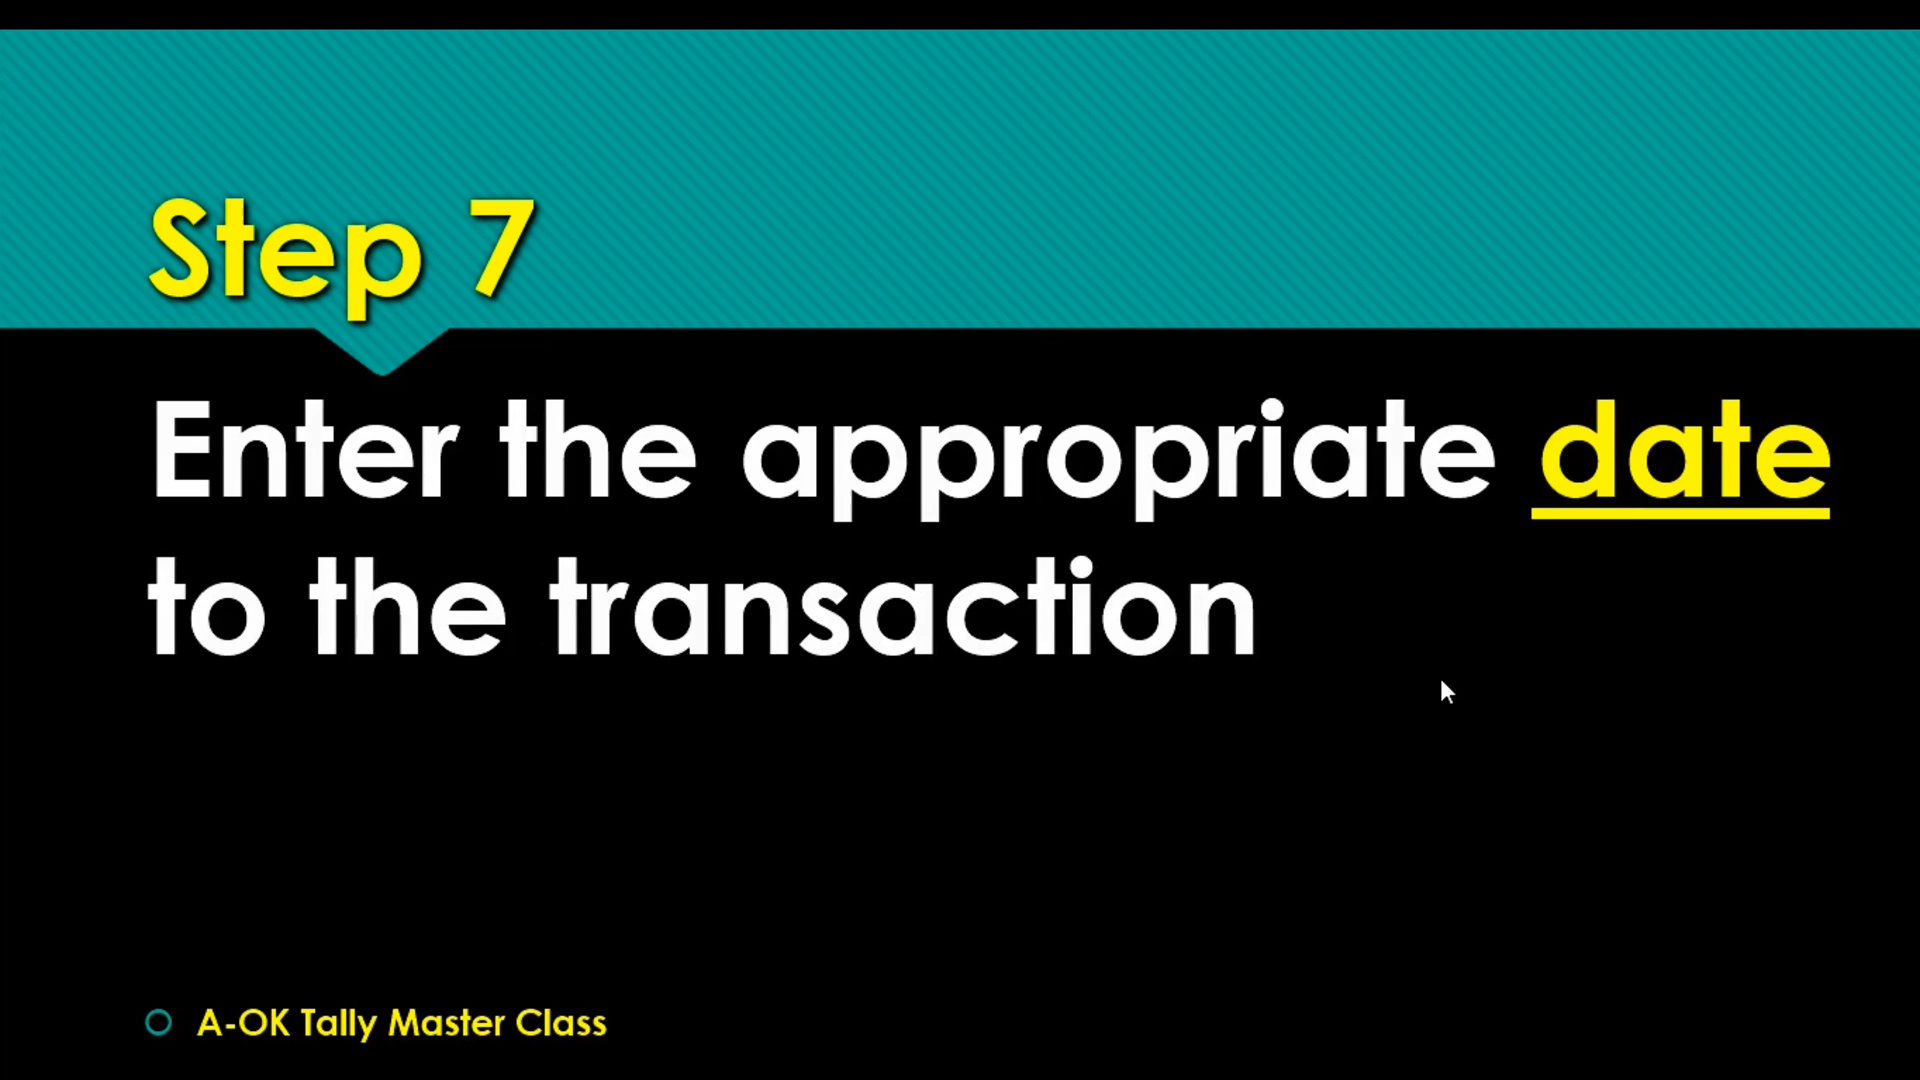 Step 7
Enter the appropriate date
to the transaction
A-OK Tally Master Class